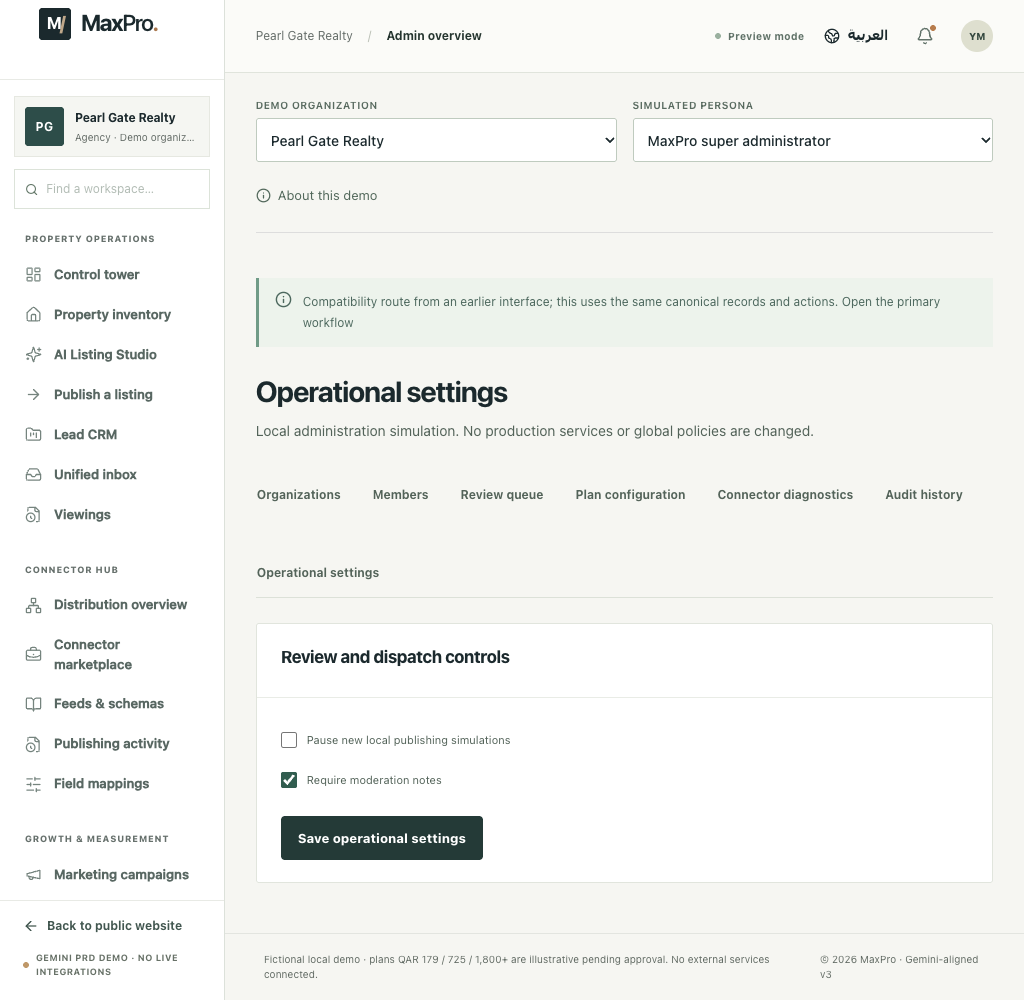 M/ MaxPro.
PG
Pearl Gate Realty
Agency · Demo organiz...
Find a workspace...
PROPERTY OPERATIONS
Control tower
Property inventory
AI Listing Studio
Publish a listing
Lead CRM
Unified inbox
Viewings
CONNECTOR HUB
Distribution overview
Connector
marketplace
Feeds & schemas
Publishing activity
Field mappings
GROWTH & MEASUREMENT
Marketing campaigns
Back to public website
GEMINI PRD DEMO · NO LIVE
INTEGRATIONS
Pearl Gate Realty / Admin overview
Preview mode
العربية
YM
DEMO ORGANIZATION
Pearl Gate Realty
SIMULATED PERSONA
MaxPro super administrator
About this demo
Compatibility route from an earlier interface; this uses the same canonical records and actions. Open the primary
workflow
Operational settings
Local administration simulation. No production services or global policies are changed.
Organizations Members Review queue Plan configuration Connector diagnostics Audit history
Operational settings
Review and dispatch controls
Pause new local publishing simulations
Require moderation notes
Save operational settings
Fictional local demo · plans QAR 179 / 725 / 1,800+ are illustrative pending approval. No external services
connected.
© 2026 MaxPro · Gemini-aligned
v3